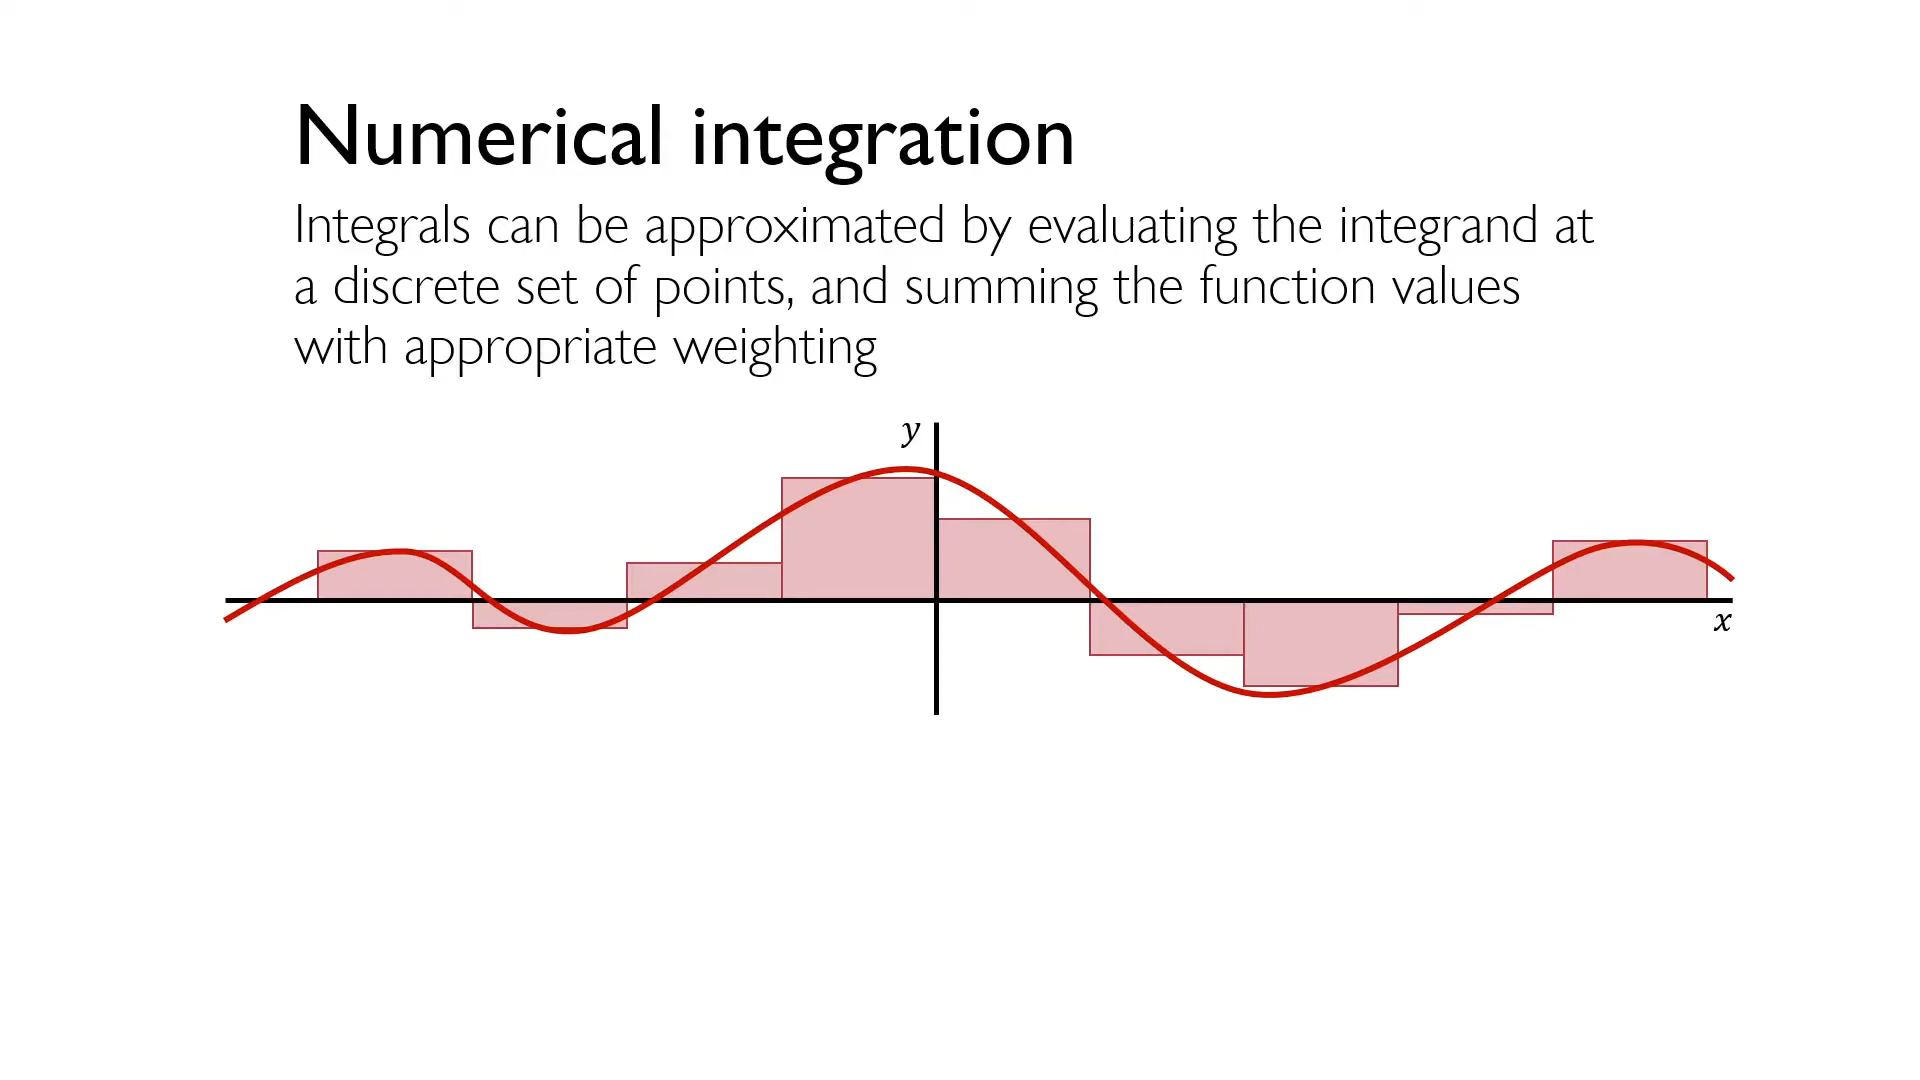 Numerical integration
Integrals can be approximated by evaluating the integrand at
a discrete set of points, and summing the function values
with appropriate weighting
y
x